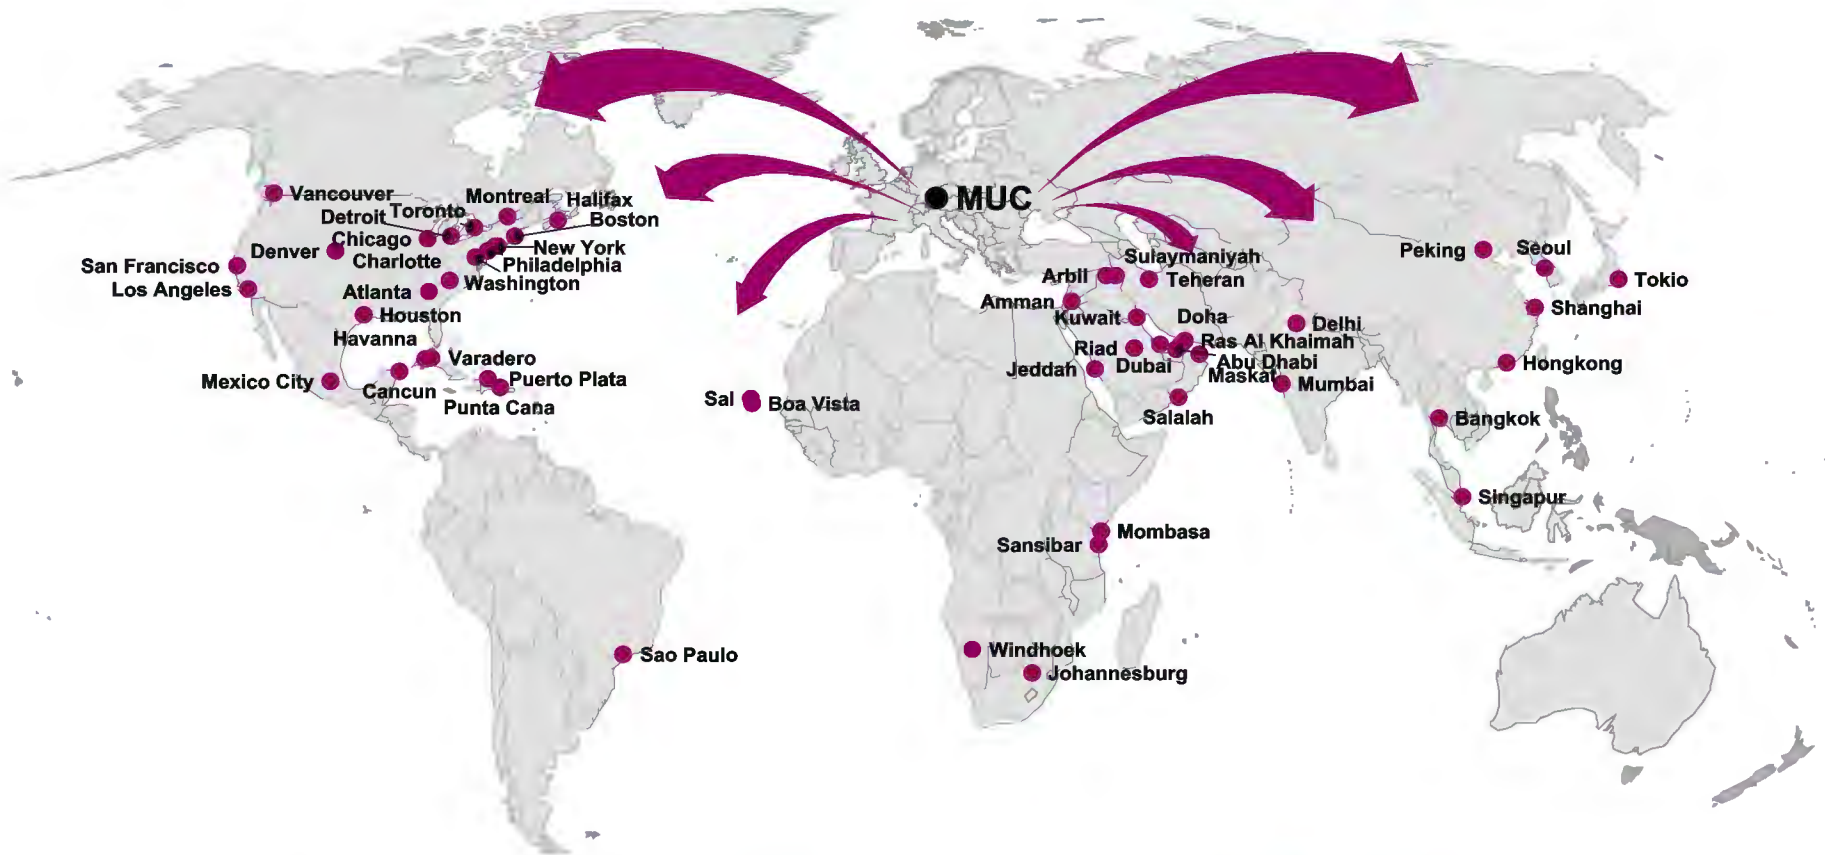 MUC
Vancouver
Montreal
Halifax
Detroit
Toronto
Boston
Chicago
New York
Denver
Charlotte
Philadelphia
San Francisco
Washington
Los Angeles
Atlanta
Houston
Havanna
Varadero
Mexico City
Cancun
Puerto Plata
Punta Cana
Sal
Boa Vista
Sao Paulo
Sulaymaniyah
Arbil
Teheran
Amman
Kuwait
Doha
Riad
Ras Al Khaimah
Jeddah
Dubai
Abu Dhabi
Maskat
Salalah
Delhi
Mumbai
Peking
Seoul
Tokio
Shanghai
Hongkong
Bangkok
Singapur
Mombasa
Sansibar
Windhoek
Johannesburg